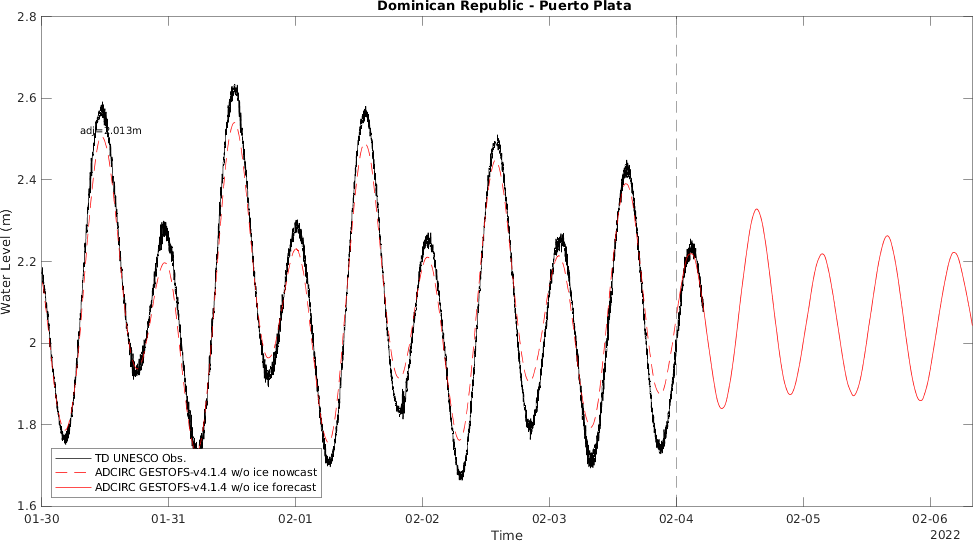 Dominican Republic - Puerto Plata
2.8
2.6
2.4
2.2
2
1.8
1.6
Water Level (m)
adj=2.013m
TD UNESCO Obs.
ADCIRC GESTOFS-v4.1.4 w/o ice nowcast
ADCIRC GESTOFS-v4.1.4 w/o ice forecast
01-30 01-31 02-01 02-02 02-03 02-04 02-05 02-06
Time
2022